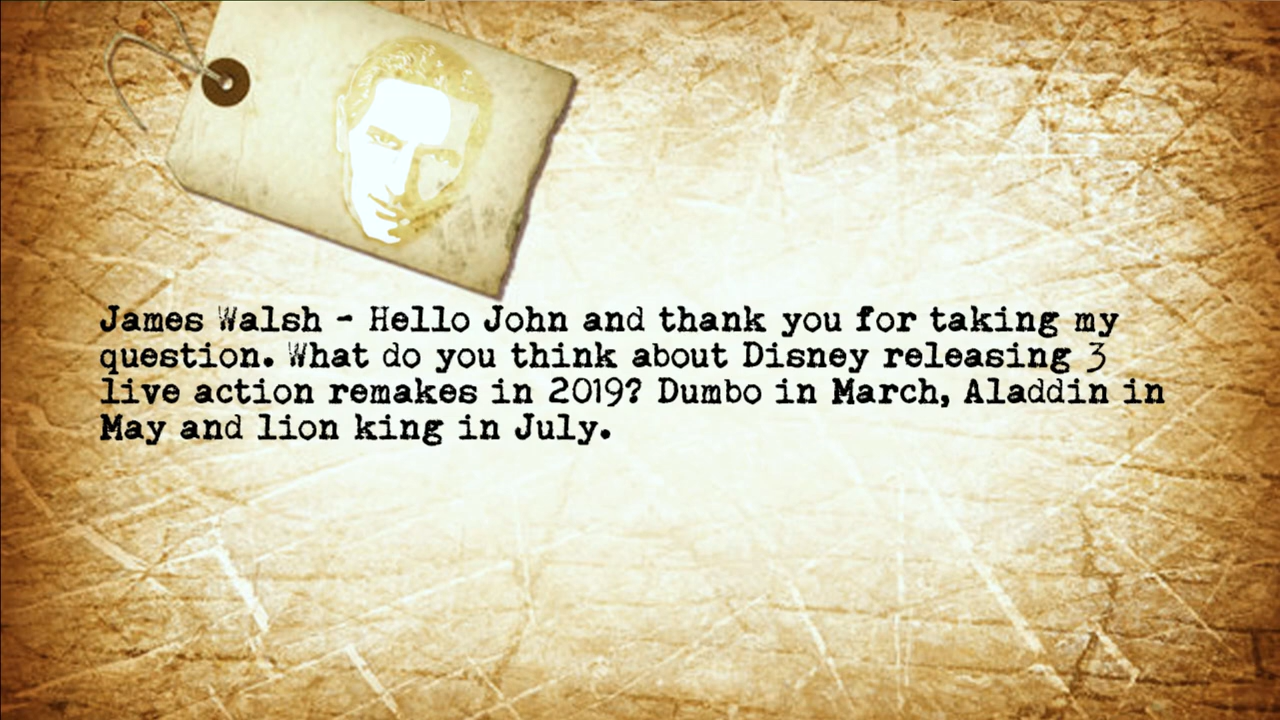 James Walsh - Hello John and thank you for taking my
question. What do you think about Disney releasing 3
live action remakes in 2019? Dumbo in March, Aladdin in
May and lion king in July.